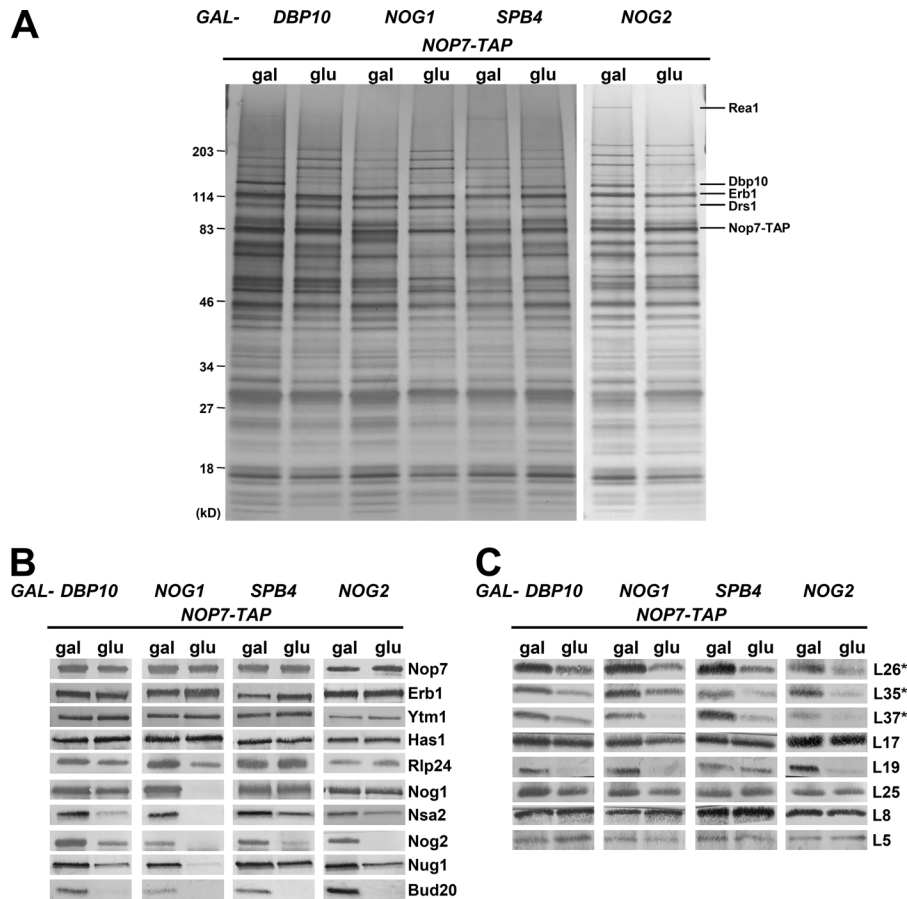 A
GAL- DBP10 NOG1 SPB4 NOG2
NOP7-TAP
gal glu gal glu gal glu gal glu
Rea1
203
Dbp10
114
Erb1
Drs1
83
Nop7-TAP
46
34
27
18
(kD)
B
GAL- DBP10 NOG1 SPB4 NOG2
NOP7-TAP
gal glu gal glu gal glu gal glu
Nop7
Erb1
Ytm1
Has1
Rlp24
Nog1
Nsa2
Nog2
Nug1
Bud20
C
GAL- DBP10 NOG1 SPB4 NOG2
NOP7-TAP
gal glu gal glu gal glu gal glu
L26*
L35*
L37*
L17
L19
L25
L8
L5